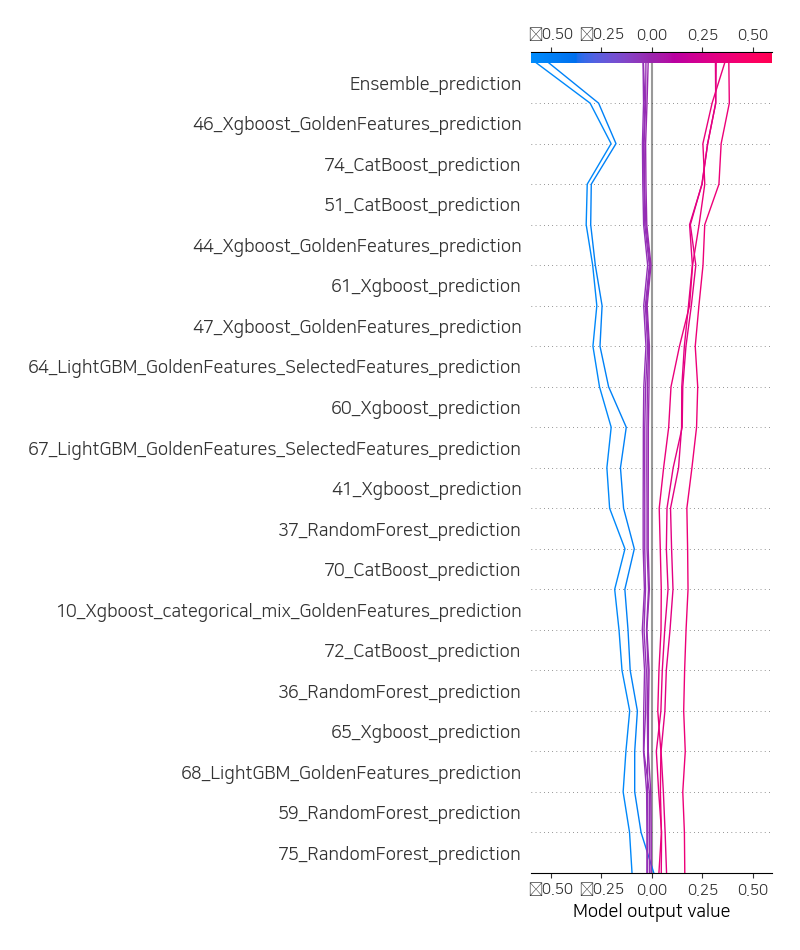 0.50 0.25 0.00 0.25 0.50
Ensemble_prediction
46_Xgboost_GoldenFeatures_prediction
74_CatBoost_prediction
51_CatBoost_prediction
44_Xgboost_GoldenFeatures_prediction
61_Xgboost_prediction
47_Xgboost_GoldenFeatures_prediction
64_LightGBM_GoldenFeatures_SelectedFeatures_prediction
60_Xgboost_prediction
67_LightGBM_GoldenFeatures_SelectedFeatures_prediction
41_Xgboost_prediction
37_RandomForest_prediction
70_CatBoost_prediction
10_Xgboost_categorical_mix_GoldenFeatures_prediction
72_CatBoost_prediction
36_RandomForest_prediction
65_Xgboost_prediction
68_LightGBM_GoldenFeatures_prediction
59_RandomForest_prediction
75_RandomForest_prediction
0.50 0.25 0.00 0.25 0.50
Model output value